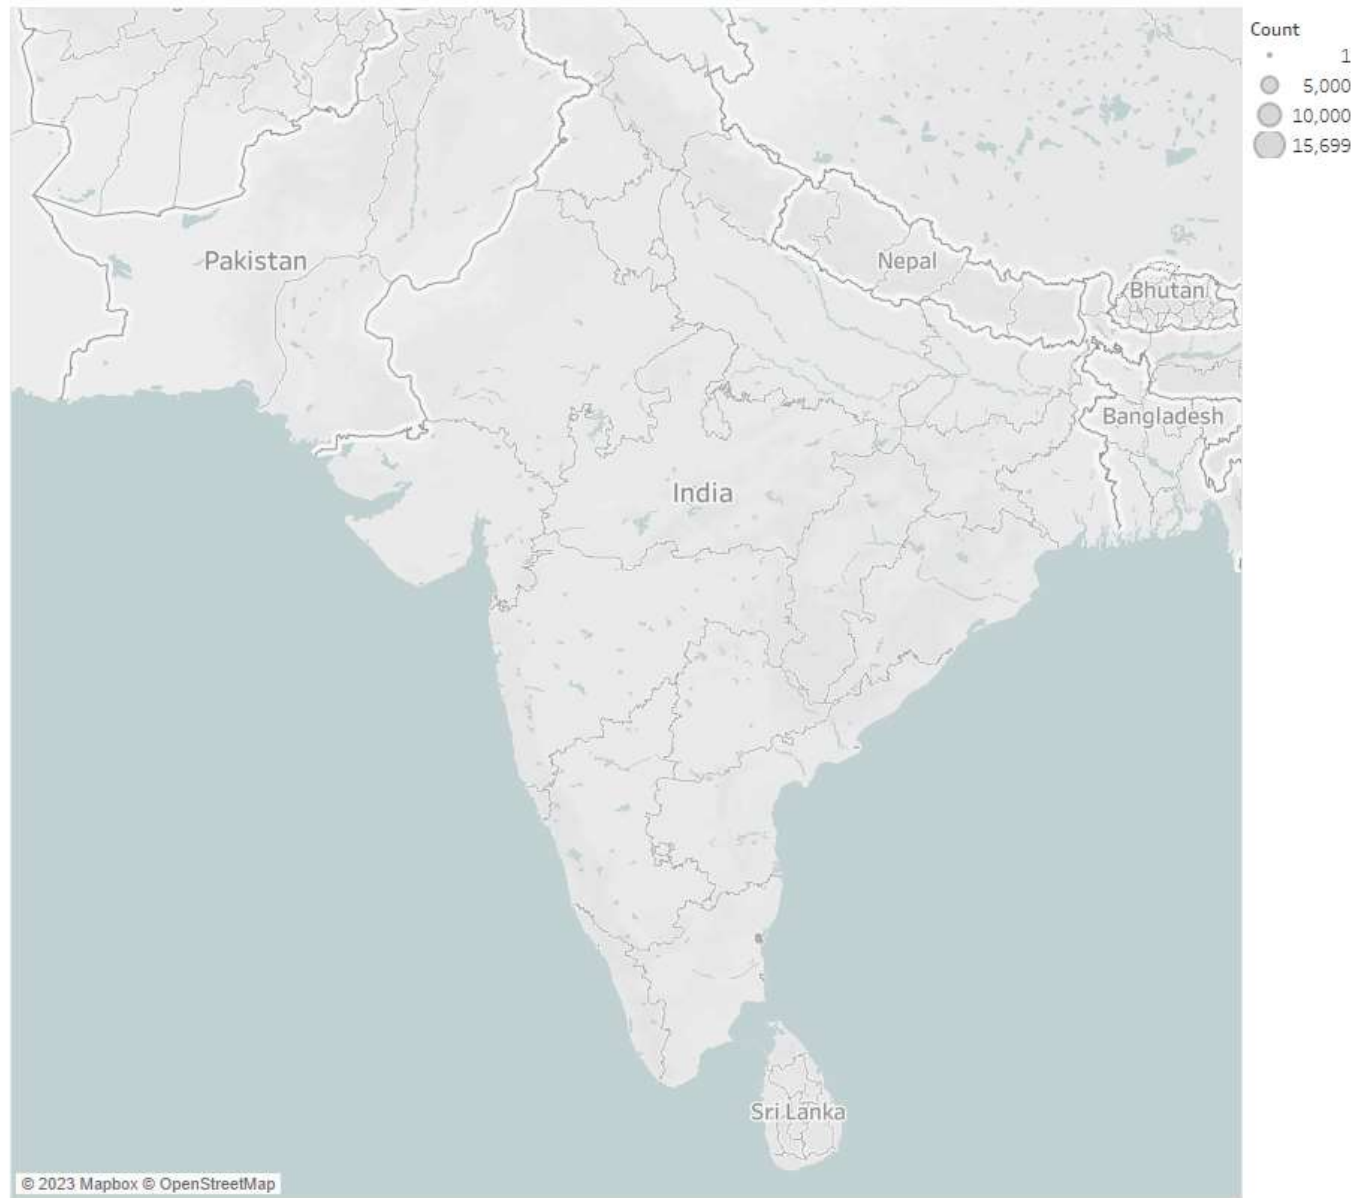 Count
1
5,000
10,000
15,699
Pakistan
Nepal
Bhutan
Bangladesh
India
Sri Lanka
© 2023 Mapbox © OpenStreetMap